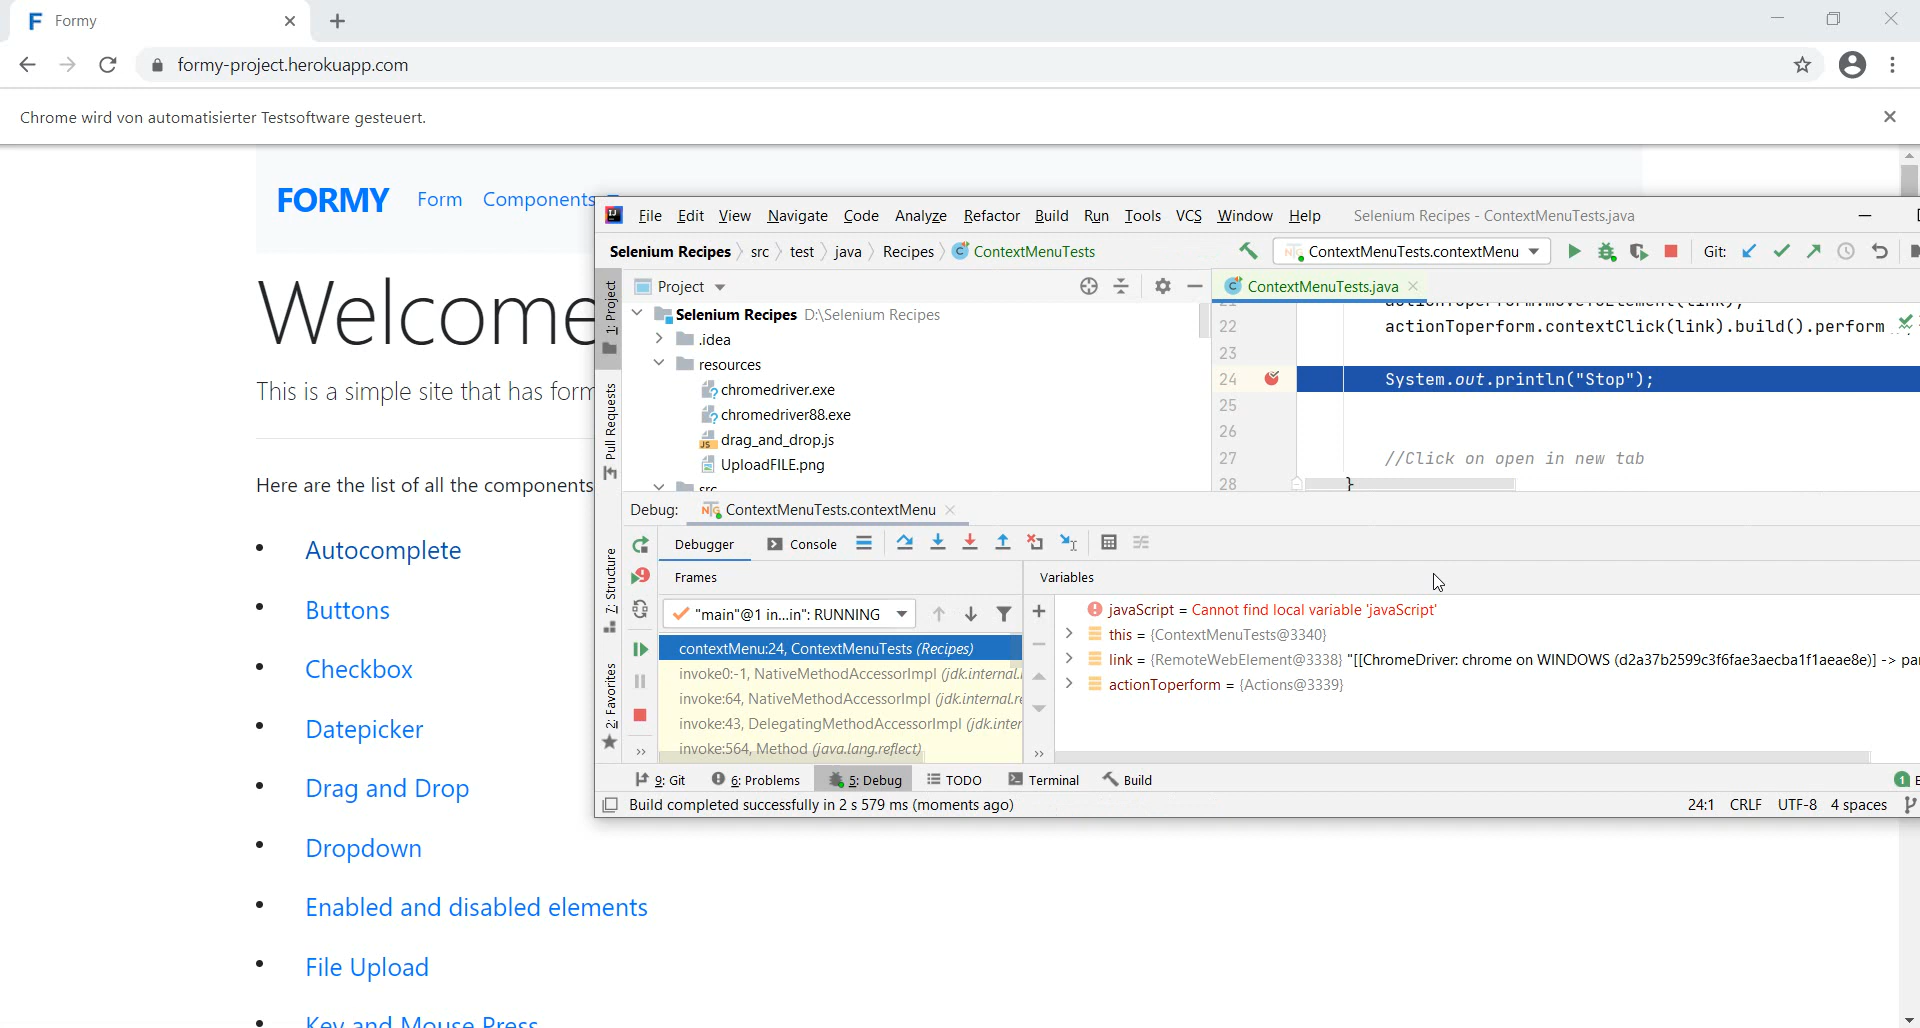 Formy
formy-project.herokuapp.com
Chrome wird von automatisierter Testsoftware gesteuert.
FORMY Form Components
Welcome
This is a simple site that has form
Here are the list of all the components
Autocomplete
Buttons
Checkbox
Datepicker
Drag and Drop
Dropdown
Enabled and disabled elements
File Upload
Key and Mouse Press
File Edit View Navigate Code Analyze Refactor Build Run Tools VCS Window Help Selenium Recipes - ContextMenuTests.java
Selenium Recipes src test java Recipes ContextMenuTests ContextMenuTests.contextMenu Git:
1: Project
Pull Requests
7: Structure
2: Favorites
Project
Selenium Recipes D:\Selenium Recipes
.idea
resources
chromedriver.exe
chromedriver88.exe
drag_and_drop.js
UploadFILE.png
src
ContextMenuTests.java
22 actionToperform.contextClick(link).build().perform
23
24 System.out.println("Stop");
25
26
27 //Click on open in new tab
28 }
Debug: ContextMenuTests.contextMenu
Debugger Console
Frames
"main"@1 in...in": RUNNING
contextMenu:24, ContextMenuTests (Recipes)
invoke0:-1, NativeMethodAccessorImpl (jdk.internal.
invoke:64, NativeMethodAccessorImpl (jdk.internal.re
invoke:43, DelegatingMethodAccessorImpl (jdk.inter
invoke:564, Method (java.lang.reflect)
Variables
javaScript = Cannot find local variable 'javaScript'
this = {ContextMenuTests@3340}
link = {RemoteWebElement@3338} "[[ChromeDriver: chrome on WINDOWS (d2a37b2599c3f6fae3aecba1f1aeae8e)] -> pa
actionToperform = {Actions@3339}
9: Git 6: Problems 5: Debug TODO Terminal Build 1 E
Build completed successfully in 2 s 579 ms (moments ago) 24:1 CRLF UTF-8 4 spaces